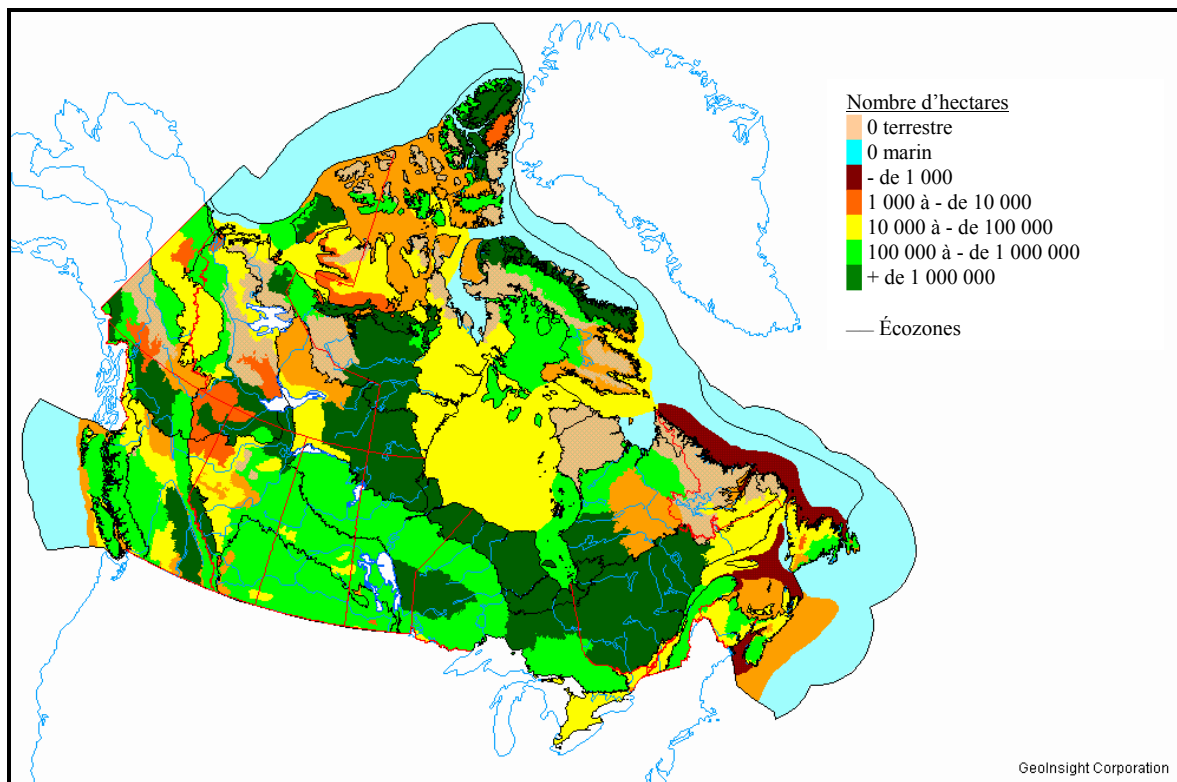 Nombre d’hectares
0 terrestre
0 marin
- de 1 000
1 000 à - de 10 000
10 000 à - de 100 000
100 000 à - de 1 000 000
+ de 1 000 000
Écozones
GeoInsight Corporation